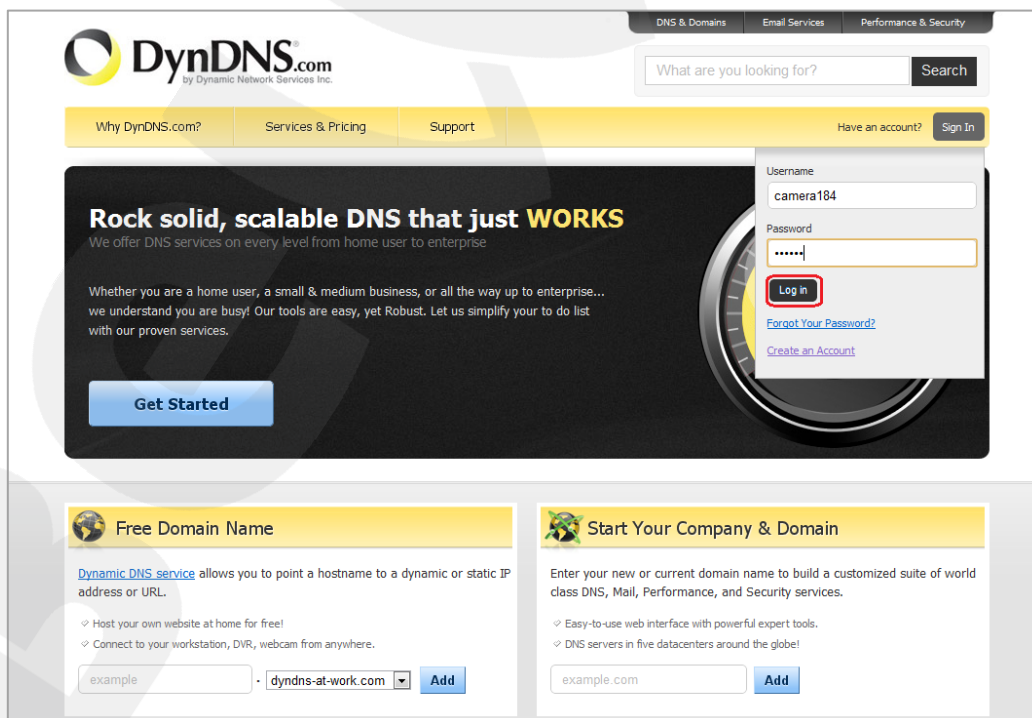 DNS & Domains Email Services Performance & Security
DynDNS.com
by Dynamic Network Services Inc.
What are you looking for? Search
Why DynDNS.com? Services & Pricing Support Have an account? Sign In
Username
camera184
Password
••••••
Log in
Forgot Your Password?
Create an Account
Rock solid, scalable DNS that just WORKS
We offer DNS services on every level from home user to enterprise
Whether you are a home user, a small & medium business, or all the way up to enterprise...
we understand you are busy! Our tools are easy, yet Robust. Let us simplify your to do list
with our proven services.
Get Started
Free Domain Name
Dynamic DNS service allows you to point a hostname to a dynamic or static IP
address or URL.
Host your own website at home for free!
Connect to your workstation, DVR, webcam from anywhere.
example . dyndns-at-work.com Add
Start Your Company & Domain
Enter your new or current domain name to build a customized suite of world
class DNS, Mail, Performance, and Security services.
Easy-to-use web interface with powerful expert tools.
DNS servers in five datacenters around the globe!
example.com Add